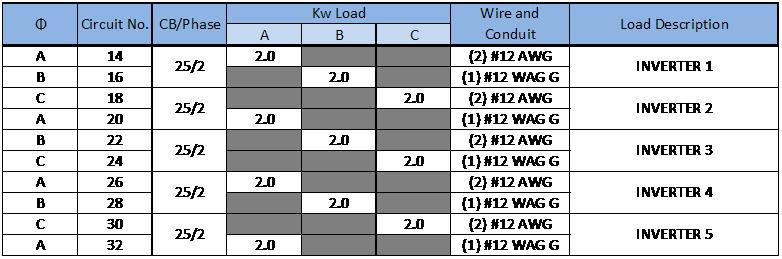 Φ Circuit No. CB/Phase Kw Load Wire and Conduit Load Description
A B C
A 14 25/2 2.0 (2) #12 AWG INVERTER 1
B 16 2.0 (1) #12 WAG G
C 18 25/2 2.0 (2) #12 AWG INVERTER 2
A 20 2.0 (1) #12 WAG G
B 22 25/2 2.0 (2) #12 AWG INVERTER 3
C 24 2.0 (1) #12 WAG G
A 26 25/2 2.0 (2) #12 AWG INVERTER 4
B 28 2.0 (1) #12 WAG G
C 30 25/2 2.0 (2) #12 AWG INVERTER 5
A 32 2.0 (1) #12 WAG G